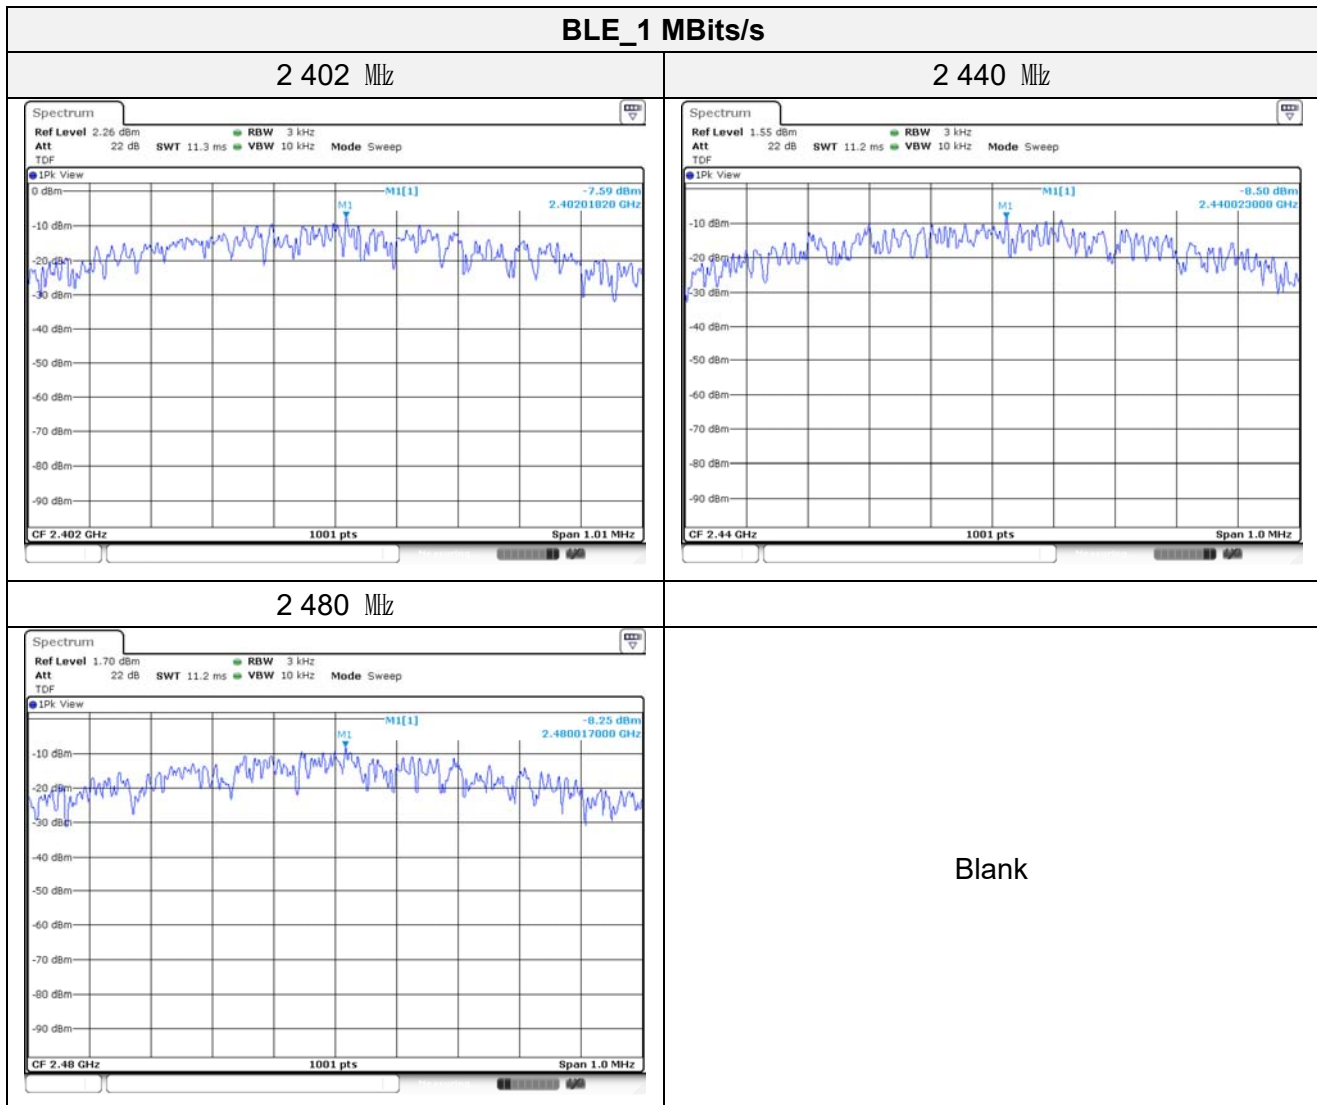 BLE_1 MBits/s
2 402 ㎒
2 440 ㎒
Spectrum
Ref Level 2.26 dBm RBW 3 kHz
Att 22 dB SWT 11.3 ms VBW 10 kHz Mode Sweep
TDF
1Pk View
M1[1] -7.59 dBm
2.40201820 GHz
M1
0 dBm
-10 dBm
-20 dBm
-30 dBm
-40 dBm
-50 dBm
-60 dBm
-70 dBm
-80 dBm
-90 dBm
CF 2.402 GHz 1001 pts Span 1.01 MHz
Spectrum
Ref Level 1.55 dBm RBW 3 kHz
Att 22 dB SWT 11.2 ms VBW 10 kHz Mode Sweep
TDF
1Pk View
M1[1] -8.50 dBm
2.440023000 GHz
M1
-10 dBm
-20 dBm
-30 dBm
-40 dBm
-50 dBm
-60 dBm
-70 dBm
-80 dBm
-90 dBm
CF 2.44 GHz 1001 pts Span 1.0 MHz
2 480 ㎒
Spectrum
Ref Level 1.70 dBm RBW 3 kHz
Att 22 dB SWT 11.2 ms VBW 10 kHz Mode Sweep
TDF
1Pk View
M1[1] -8.25 dBm
2.480017000 GHz
M1
-10 dBm
-20 dBm
-30 dBm
-40 dBm
-50 dBm
-60 dBm
-70 dBm
-80 dBm
-90 dBm
CF 2.48 GHz 1001 pts Span 1.0 MHz
Blank